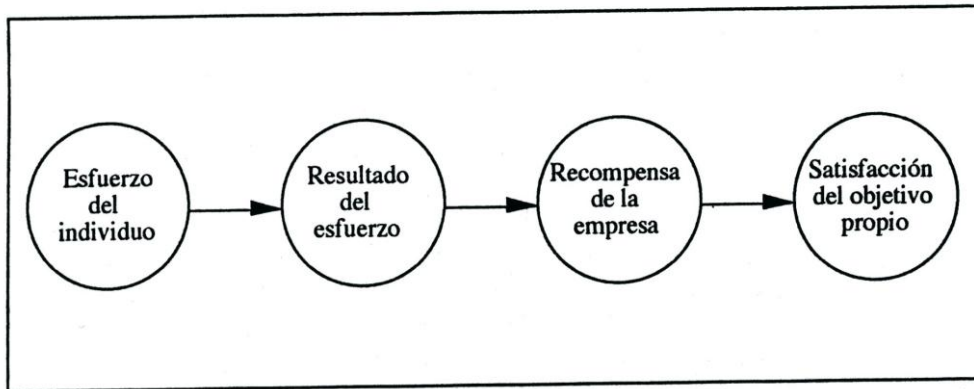 Esfuerzo
del
individuo
Resultado
del
esfuerzo
Recompensa
de la
empresa
Satisfacción
del objetivo
propio